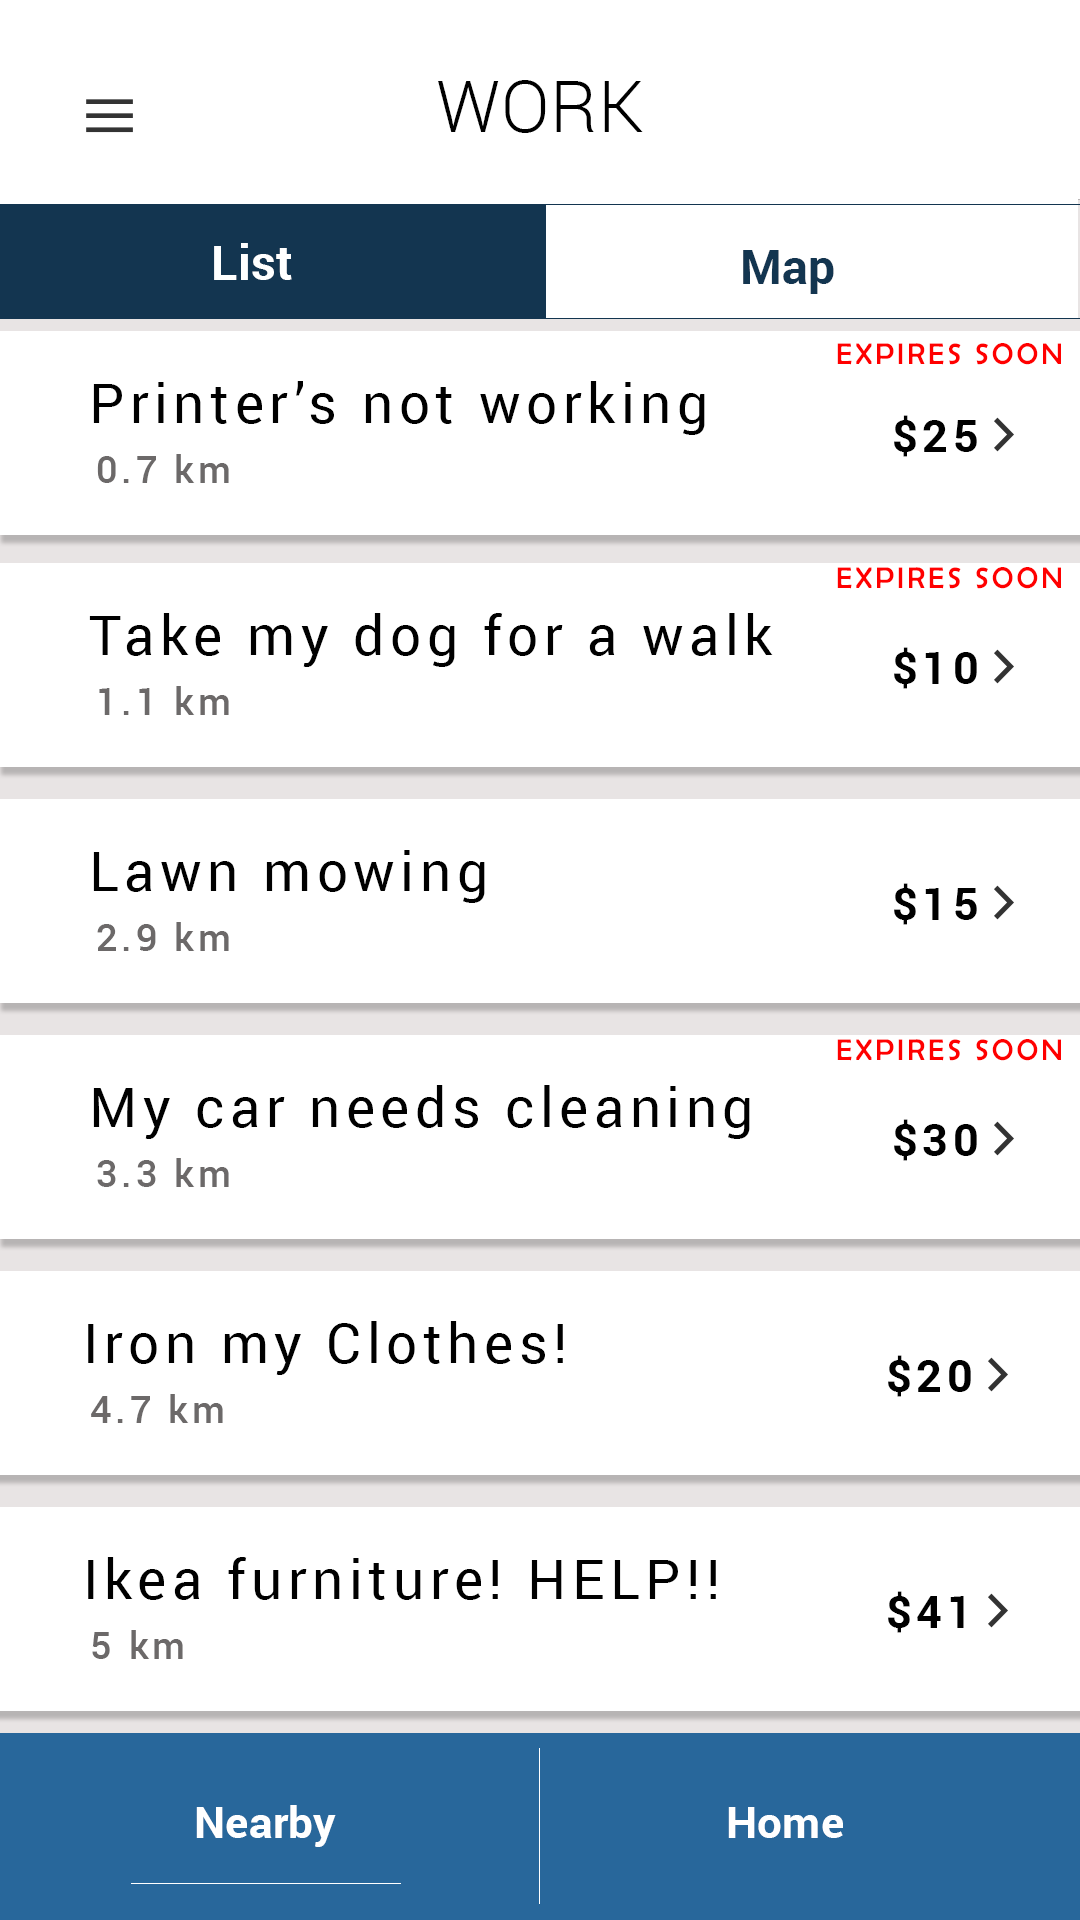 WORK
List
Map
EXPIRES SOON
Printer’s not working
$25
0.7 km
EXPIRES SOON
Take my dog for a walk
$10
1.1 km
Lawn mowing
$15
2.9 km
EXPIRES SOON
My car needs cleaning
$30
3.3 km
Iron my Clothes!
$20
4.7 km
Ikea furniture! HELP!!
$41
5 km
Nearby
Home